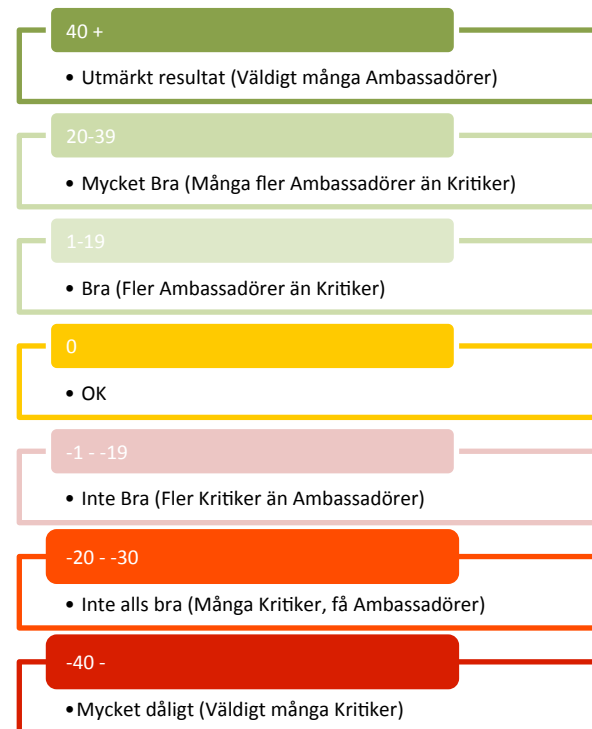 40 +
• Utmärkt resultat (Väldigt många Ambassadörer)
20-39
• Mycket Bra (Många fler Ambassadörer än Kritiker)
1-19
• Bra (Fler Ambassadörer än Kritiker)
0
• OK
-1 - -19
• Inte Bra (Fler Kritiker än Ambassadörer)
-20 - -30
• Inte alls bra (Många Kritiker, få Ambassadörer)
-40 -
•Mycket dåligt (Väldigt många Kritiker)